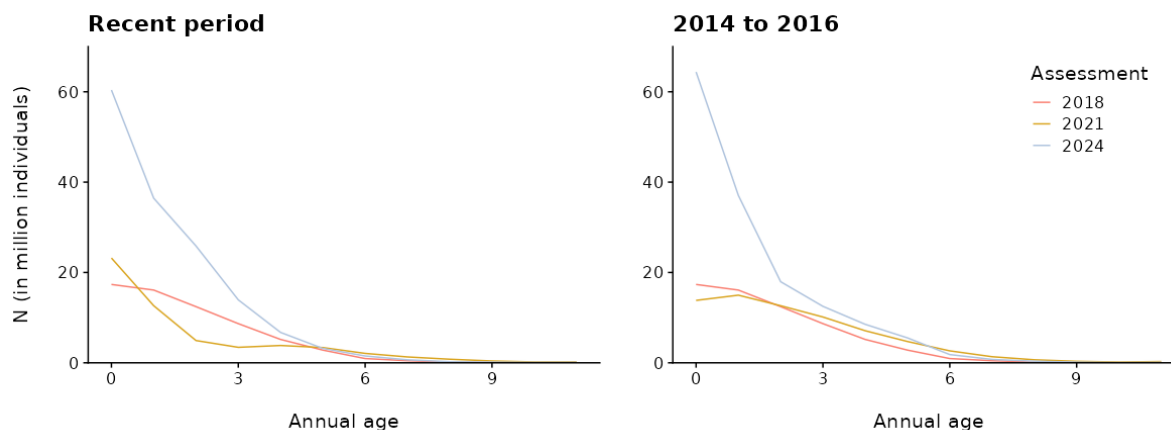 Recent period
2014 to 2016
N (in million individuals)
60
40
20
0
0 3 6 9
Annual age
60
40
20
0
0 3 6 9
Annual age
Assessment
2018
2021
2024